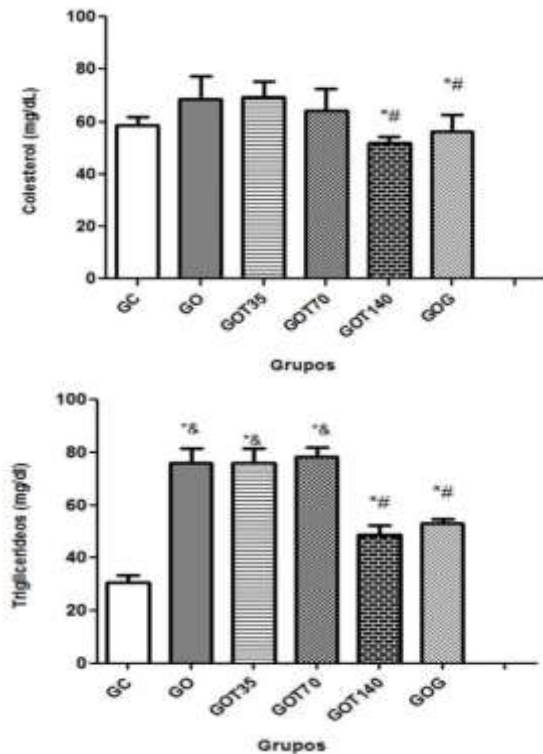 Colesterol (mg/dL)
100
80
60
40
20
0
*#
*#
GC
GO
GOT35
GOT70
GOT140
GOG
Grupos
Triglicerídeos (mg/dl)
100
80
60
40
20
0
*&
*&
*&
*#
*#
GC
GO
GOT35
GOT70
GOT140
GOG
Grupos